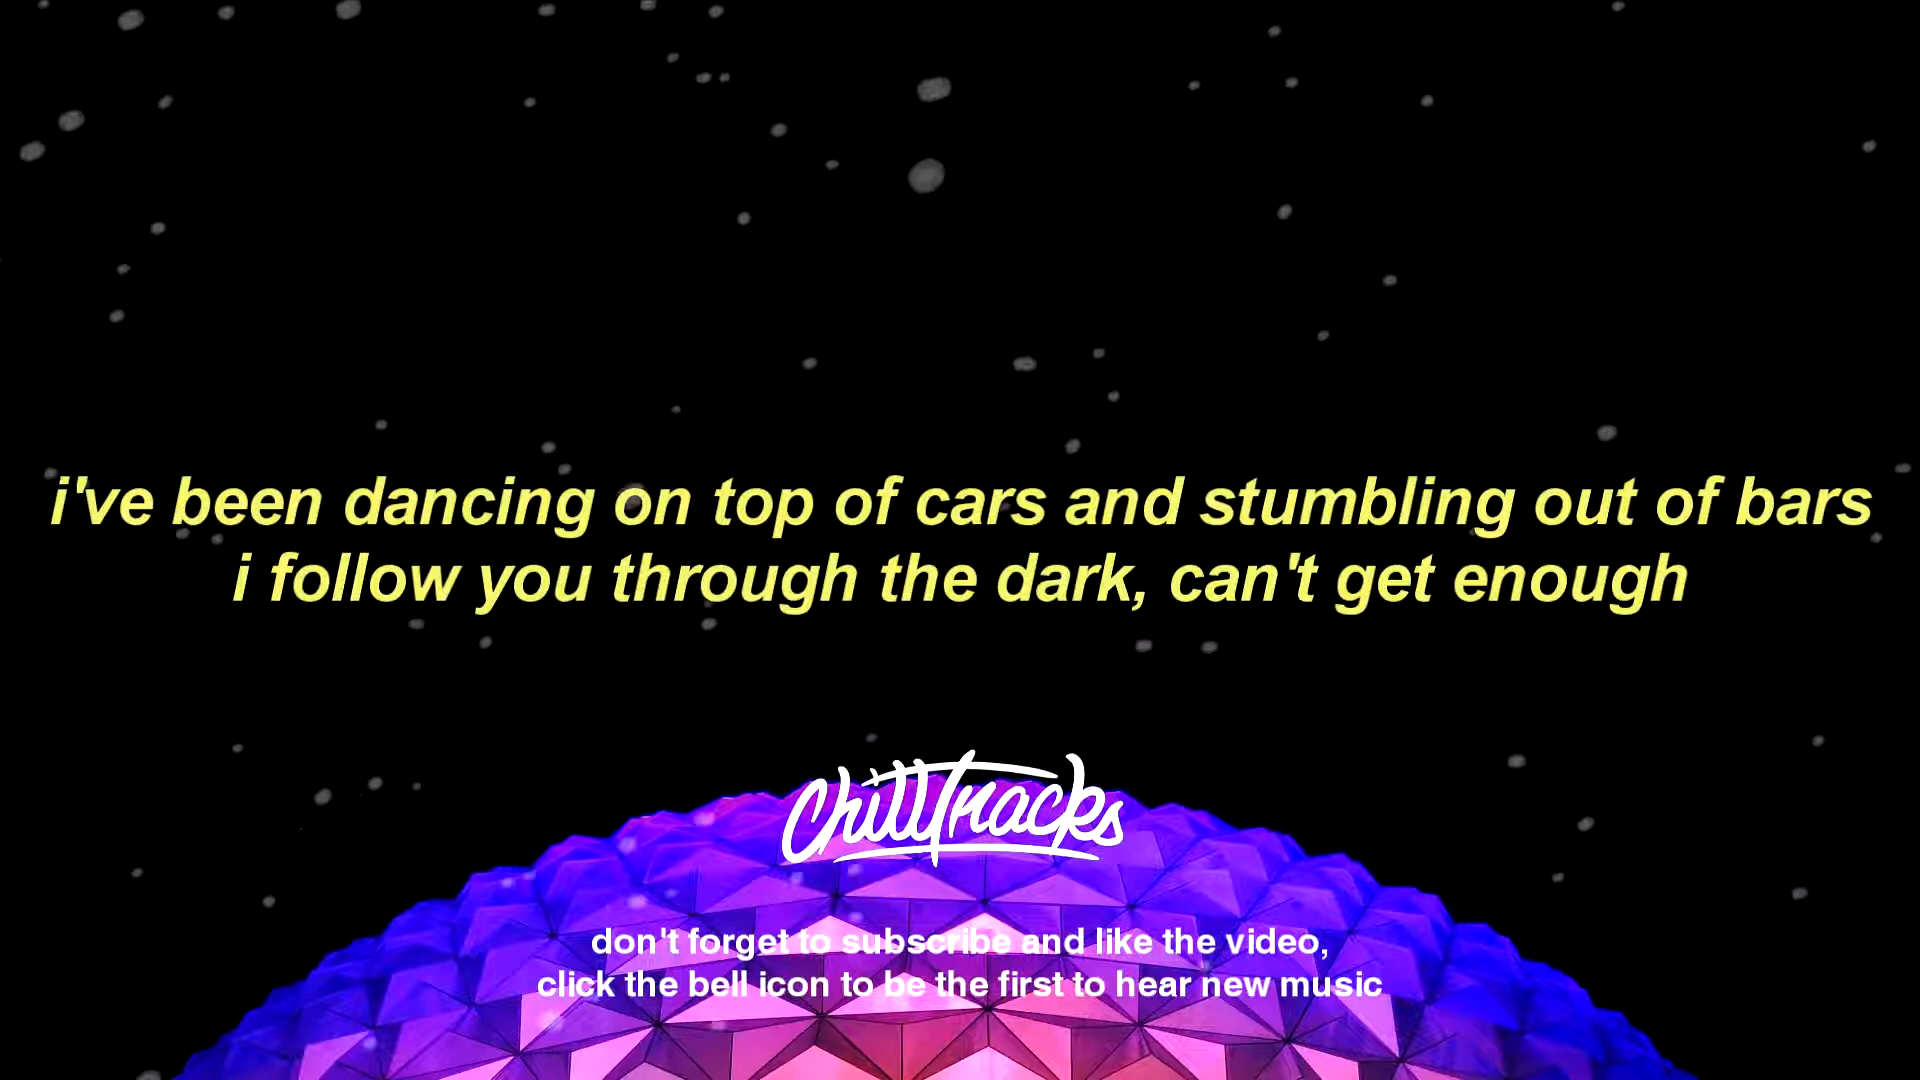 i've been dancing on top of cars and stumbling out of bars
i follow you through the dark, can't get enough
ChillTracks
don't forget to subscribe and like the video,
click the bell icon to be the first to hear new music